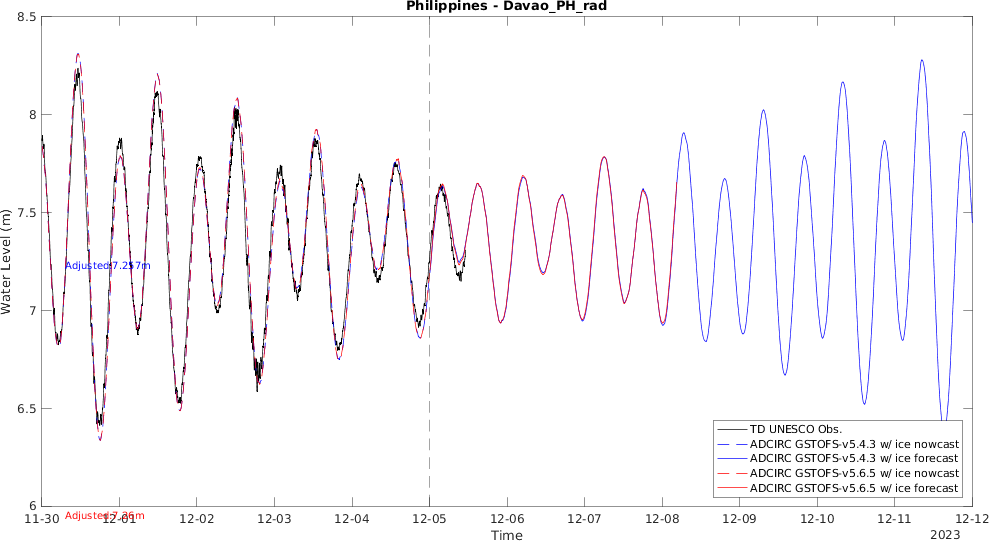 Philippines - Davao_PH_rad
8.5
8
7.5
7
6.5
6
Water Level (m)
Adjusted:7.257m
Adjusted:7.26m
TD UNESCO Obs.
ADCIRC GSTOFS-v5.4.3 w/ ice nowcast
ADCIRC GSTOFS-v5.4.3 w/ ice forecast
ADCIRC GSTOFS-v5.6.5 w/ ice nowcast
ADCIRC GSTOFS-v5.6.5 w/ ice forecast
11-30 12-01 12-02 12-03 12-04 12-05 12-06 12-07 12-08 12-09 12-10 12-11 12-12
Time
2023